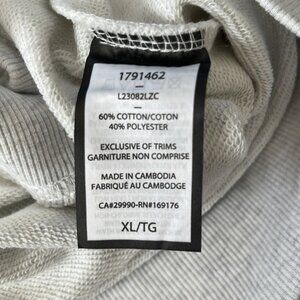 1791462
—
L23082LZC
—
60% COTTON/COTON
40% POLYESTER
EXCLUSIVE OF TRIMS
GARNITURE NON COMPRISE
MADE IN CAMBODIA
FABRIQUÉ AU CAMBODGE
CA#29990-RN#169176
XL/TG